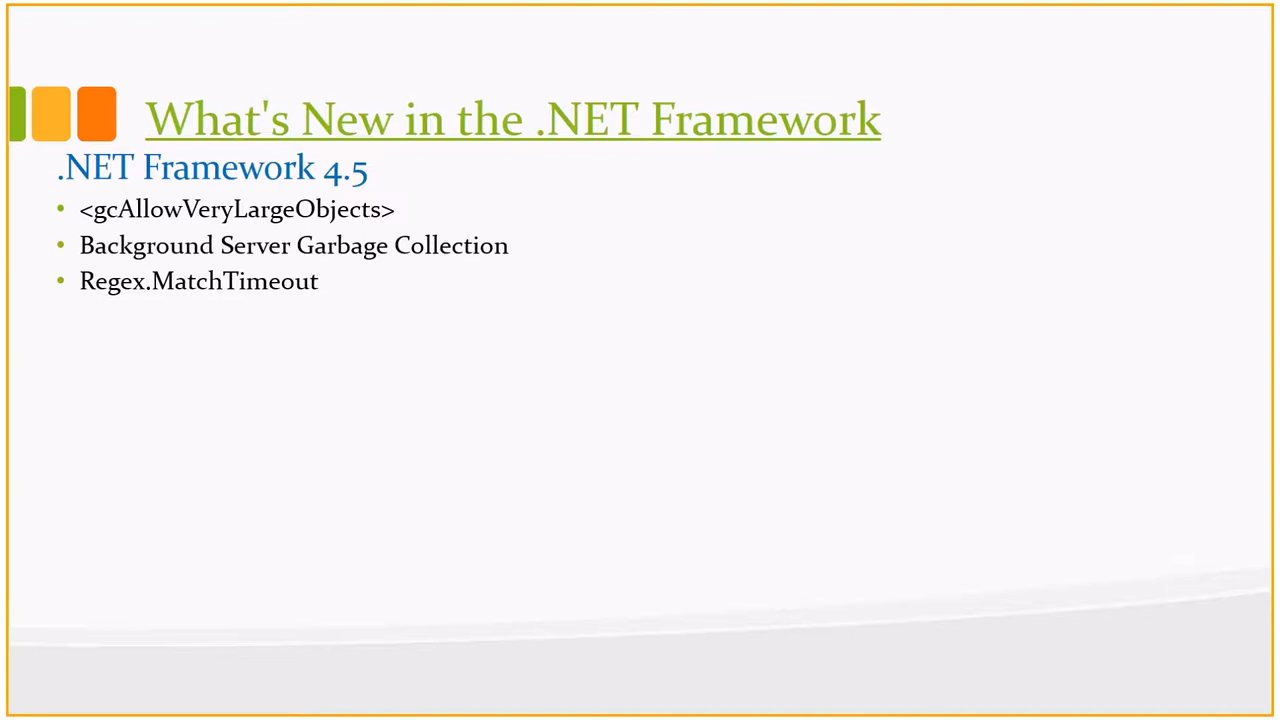 What's New in the .NET Framework
.NET Framework 4.5
• <gcAllowVeryLargeObjects>
• Background Server Garbage Collection
• Regex.MatchTimeout